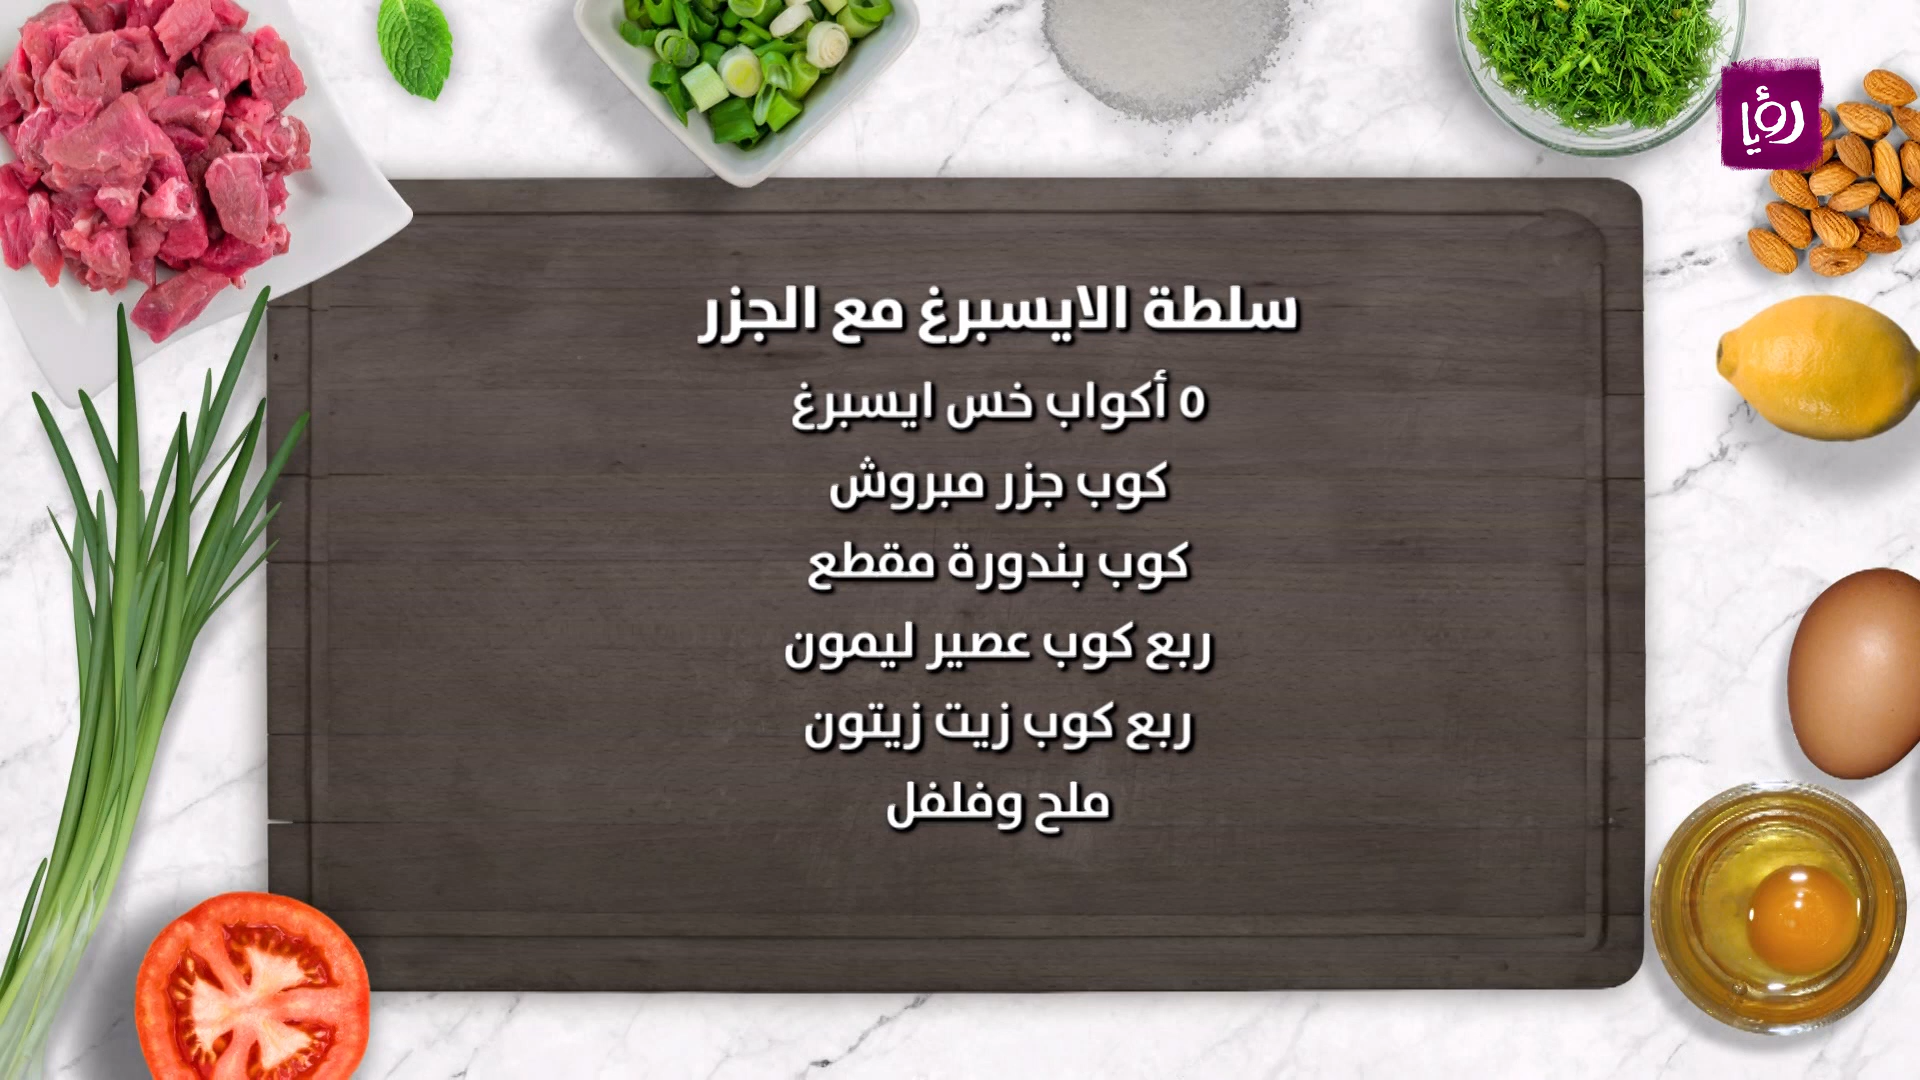 رؤيا
سلطة الايسبرغ مع الجزر
٥ أكواب خس ايسبرغ
كوب جزر مبروش
كوب بندورة مقطع
ربع كوب عصير ليمون
ربع كوب زيت زيتون
ملح وفلفل